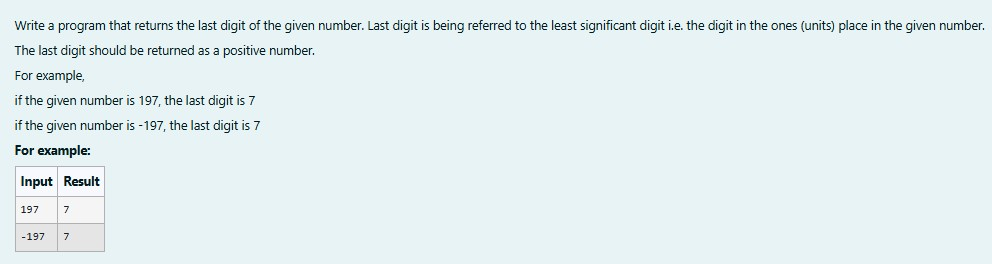 Write a program that returns the last digit of the given number. Last digit is being referred to the least significant digit i.e. the digit in the ones (units) place in the given number.
The last digit should be returned as a positive number.
For example,
if the given number is 197, the last digit is 7
if the given number is -197, the last digit is 7
For example:
Input Result
197 7
-197 7